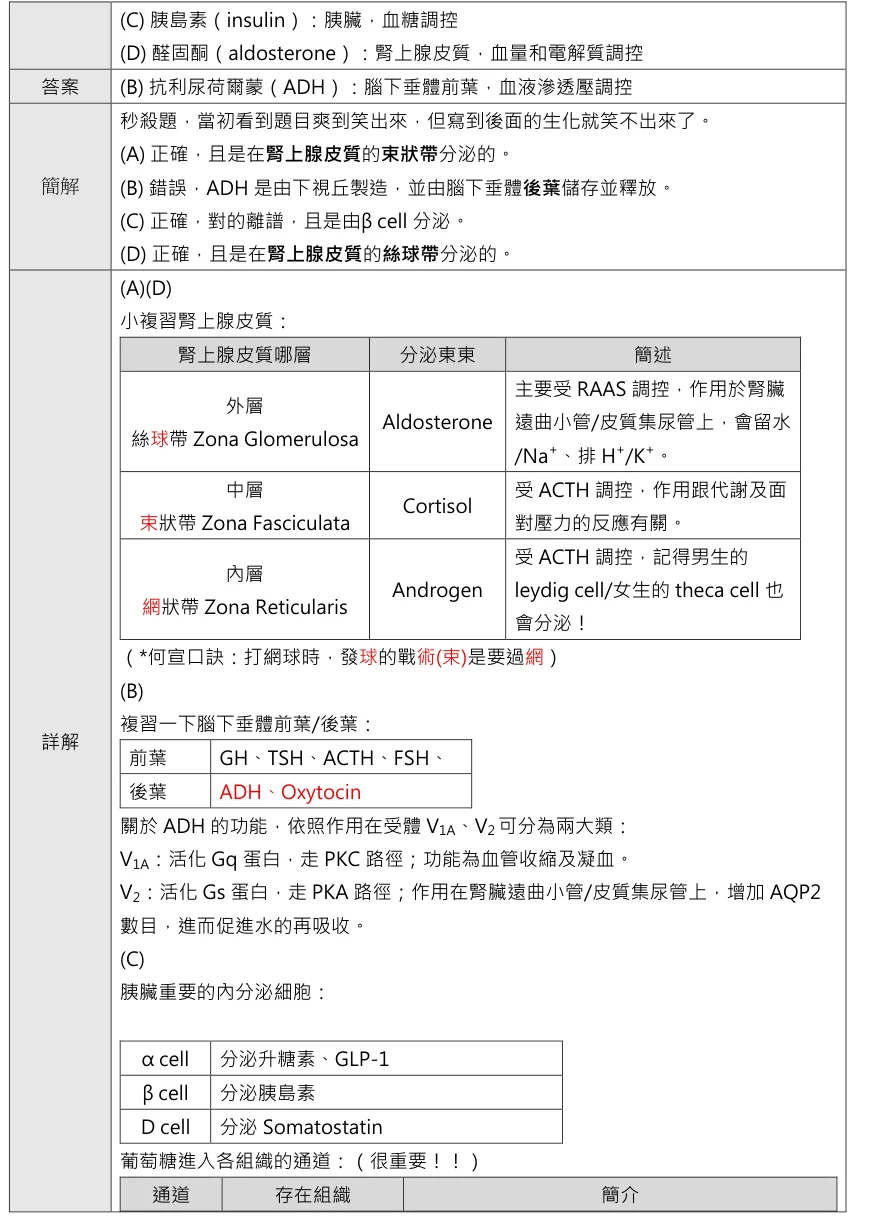 (C) 胰島素（insulin）：胰臟，血糖調控
(D) 醛固酮（aldosterone）：腎上腺皮質，血量和電解質調控
答案
(B) 抗利尿荷爾蒙（ADH）：腦下垂體前葉，血液滲透壓調控
簡解
秒殺題，當初看到題目爽到笑出來，但寫到後面的生化就笑不出來了。
(A) 正確，且是在腎上腺皮質的束狀帶分泌的。
(B) 錯誤，ADH 是由下視丘製造，並由腦下垂體後葉儲存並釋放。
(C) 正確，對的離譜，且是由β cell 分泌。
(D) 正確，且是在腎上腺皮質的絲球帶分泌的。
詳解
(A)(D)
小複習腎上腺皮質：
腎上腺皮質哪層 分泌東東 簡述
外層
絲球帶 Zona Glomerulosa
Aldosterone
主要受 RAAS 調控，作用於腎臟
遠曲小管/皮質集尿管上，會留水
/Na⁺、排 H⁺/K⁺。
中層
束狀帶 Zona Fasciculata
Cortisol
受 ACTH 調控，作用跟代謝及面
對壓力的反應有關。
內層
網狀帶 Zona Reticularis
Androgen
受 ACTH 調控，記得男生的
leydig cell/女生的 theca cell 也
會分泌！
（*何宣口訣：打網球時，發球的戰術(束)是要過網）
(B)
複習一下腦下垂體前葉/後葉：
前葉 GH、TSH、ACTH、FSH、
後葉 ADH、Oxytocin
關於 ADH 的功能，依照作用在受體 V1A、V2 可分為兩大類：
V1A：活化 Gq 蛋白，走 PKC 路徑；功能為血管收縮及凝血。
V2：活化 Gs 蛋白，走 PKA 路徑；作用在腎臟遠曲小管/皮質集尿管上，增加 AQP2
數目，進而促進水的再吸收。
(C)
胰臟重要的內分泌細胞：
α cell 分泌升糖素、GLP-1
β cell 分泌胰島素
D cell 分泌 Somatostatin
葡萄糖進入各組織的通道：（很重要！！）
通道 存在組織 簡介